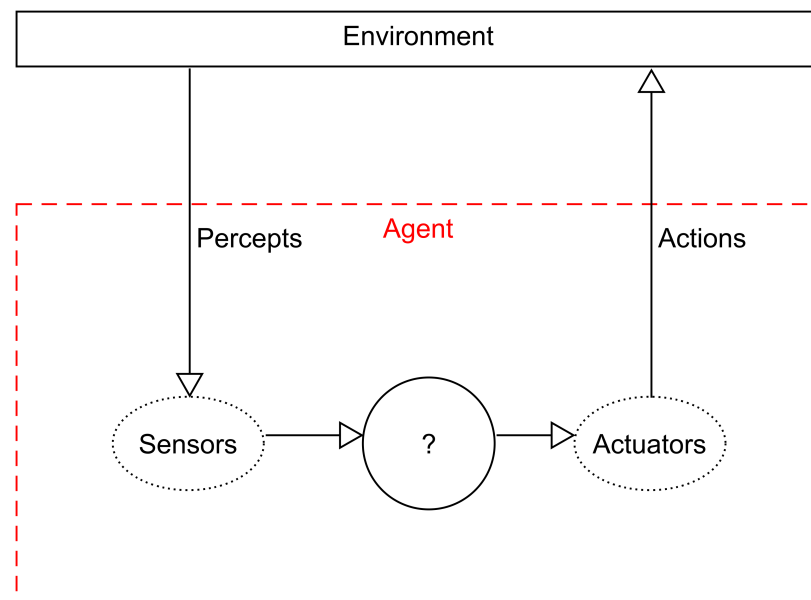 Environment
Agent
Percepts
Actions
Sensors
?
Actuators